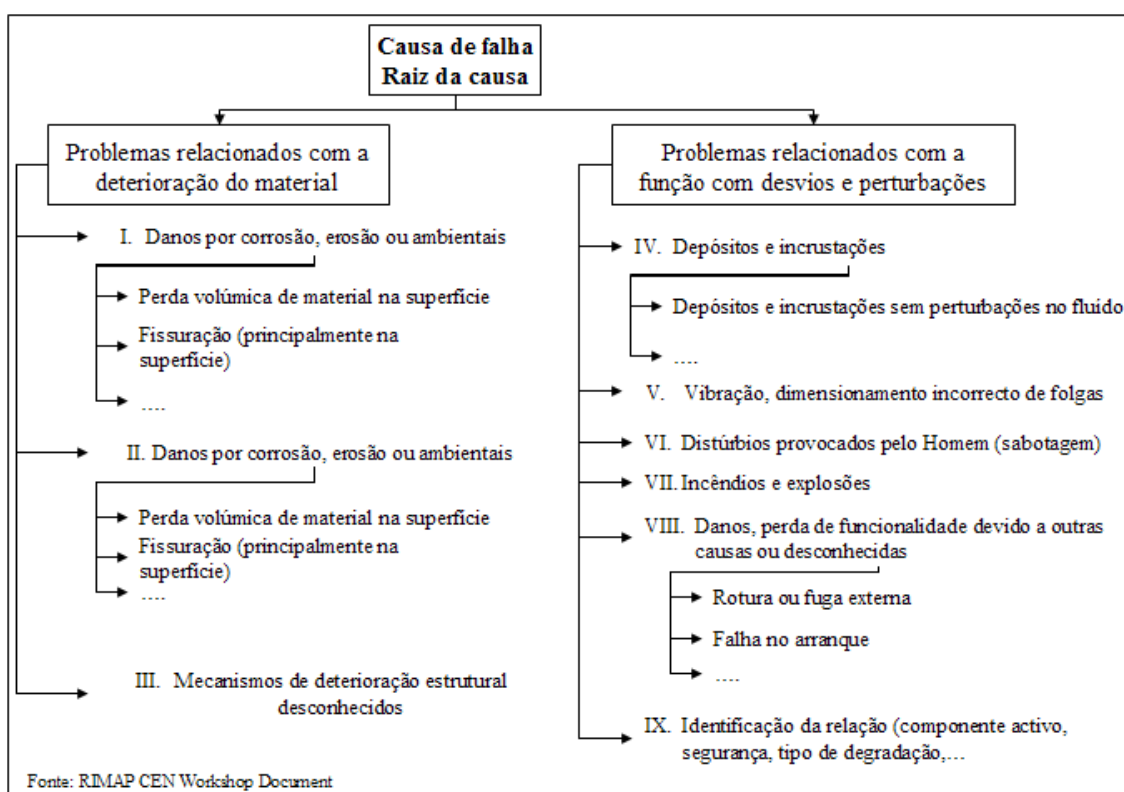 Causa de falha
Raiz da causa
Problemas relacionados com a
deterioração do material
I. Danos por corrosão, erosão ou ambientais
Perda volúmica de material na superfície
Fissuração (principalmente na
superfície)
....
II. Danos por corrosão, erosão ou ambientais
Perda volúmica de material na superfície
Fissuração (principalmente na
superfície)
....
III. Mecanismos de deterioração estrutural
desconhecidos
Problemas relacionados com a
função com desvios e perturbações
IV. Depósitos e incrustações
Depósitos e incrustações sem perturbações no fluído
....
V. Vibração, dimensionamento incorrecto de folgas
VI. Distúrbios provocados pelo Homem (sabotagem)
VII. Incêndios e explosões
VIII. Danos, perda de funcionalidade devido a outras
causas ou desconhecidas
Rotura ou fuga externa
Falha no arranque
....
IX. Identificação da relação (componente activo,
segurança, tipo de degradação,...
Fonte: RIMAP CEN Workshop Document